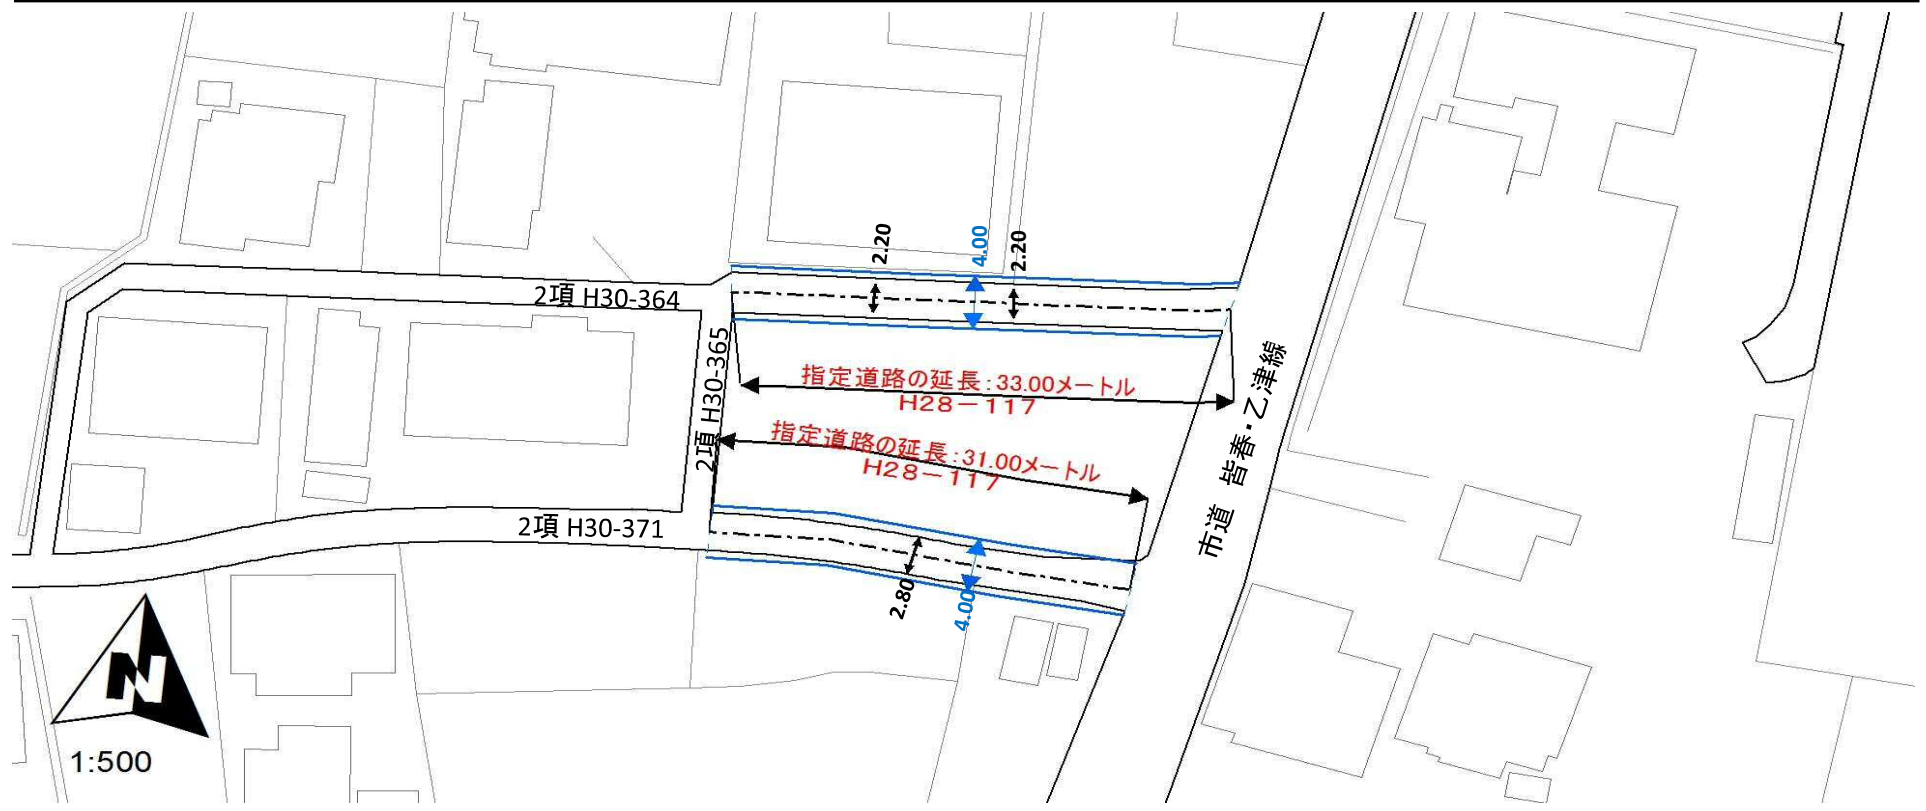 2.20
4.00
2.20
2項 H30-364
2項 H30-365
指定道路の延長:33.00メートル
H28-117
指定道路の延長:31.00メートル
H28-117
市道 皆春・乙津線
2項 H30-371
2.80
4.00
N
1:500